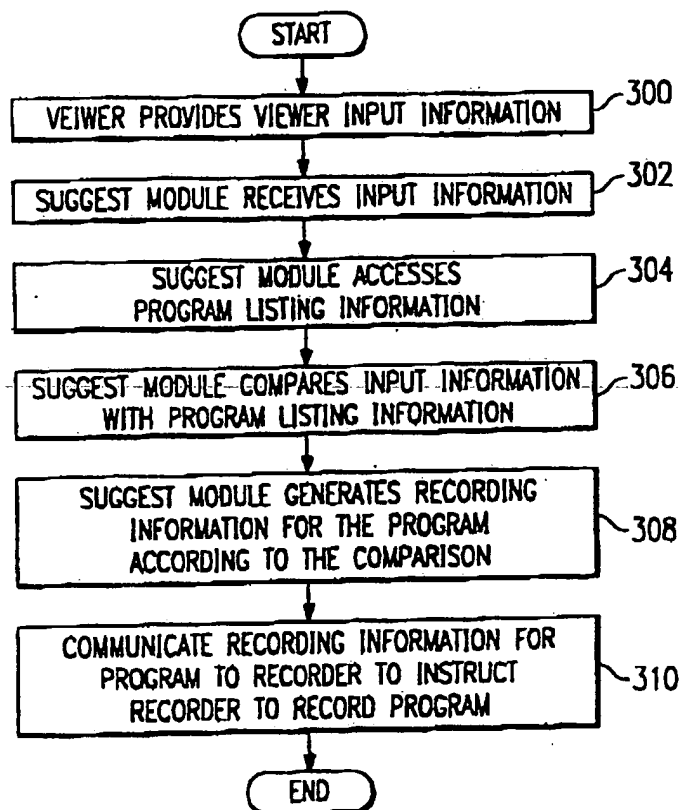 START
VEIWER PROVIDES VIEWER INPUT INFORMATION
300
SUGGEST MODULE RECEIVES INPUT INFORMATION
302
SUGGEST MODULE ACCESSES
PROGRAM LISTING INFORMATION
304
SUGGEST MODULE COMPARES INPUT INFORMATION
WITH PROGRAM LISTING INFORMATION
306
SUGGEST MODULE GENERATES RECORDING
INFORMATION FOR THE PROGRAM
ACCORDING TO THE COMPARISON
308
COMMUNICATE RECORDING INFORMATION FOR
PROGRAM TO RECORDER TO INSTRUCT
RECORDER TO RECORD PROGRAM
310
END